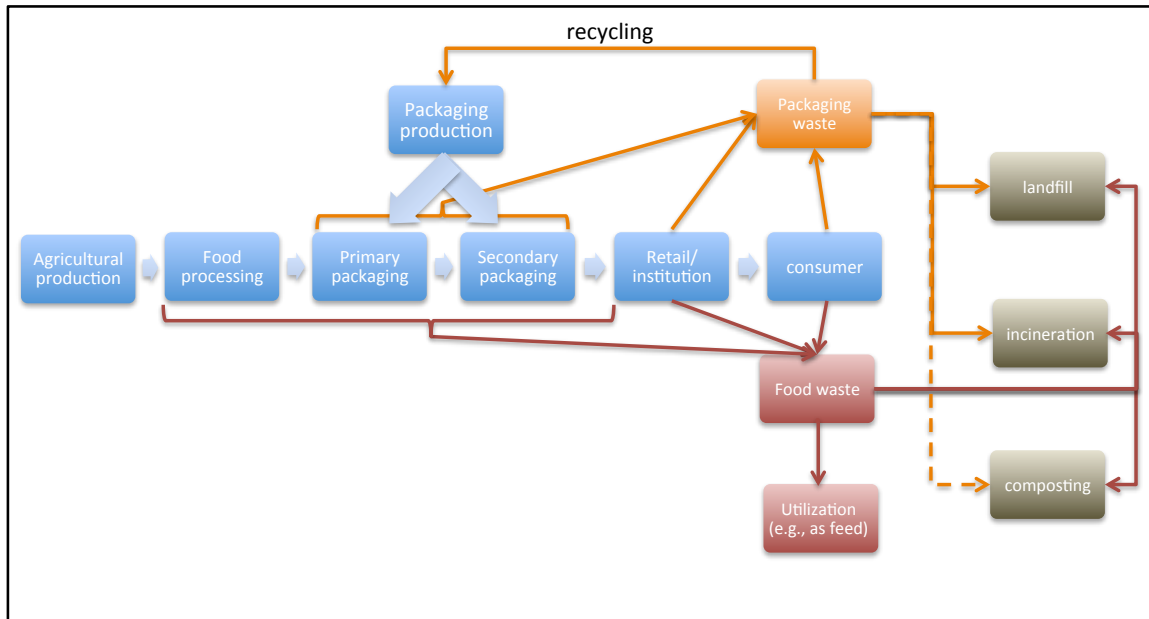 recycling
Packaging
production
Packaging
waste
landfill
Agricultural
production
Food
processing
Primary
packaging
Secondary
packaging
Retail/
institution
consumer
incineration
Food waste
composting
Utilization
(e.g., as feed)